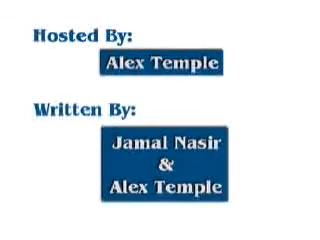 Hosted By:
Alex Temple
Written By:
Jamal Nasir
&
Alex Temple